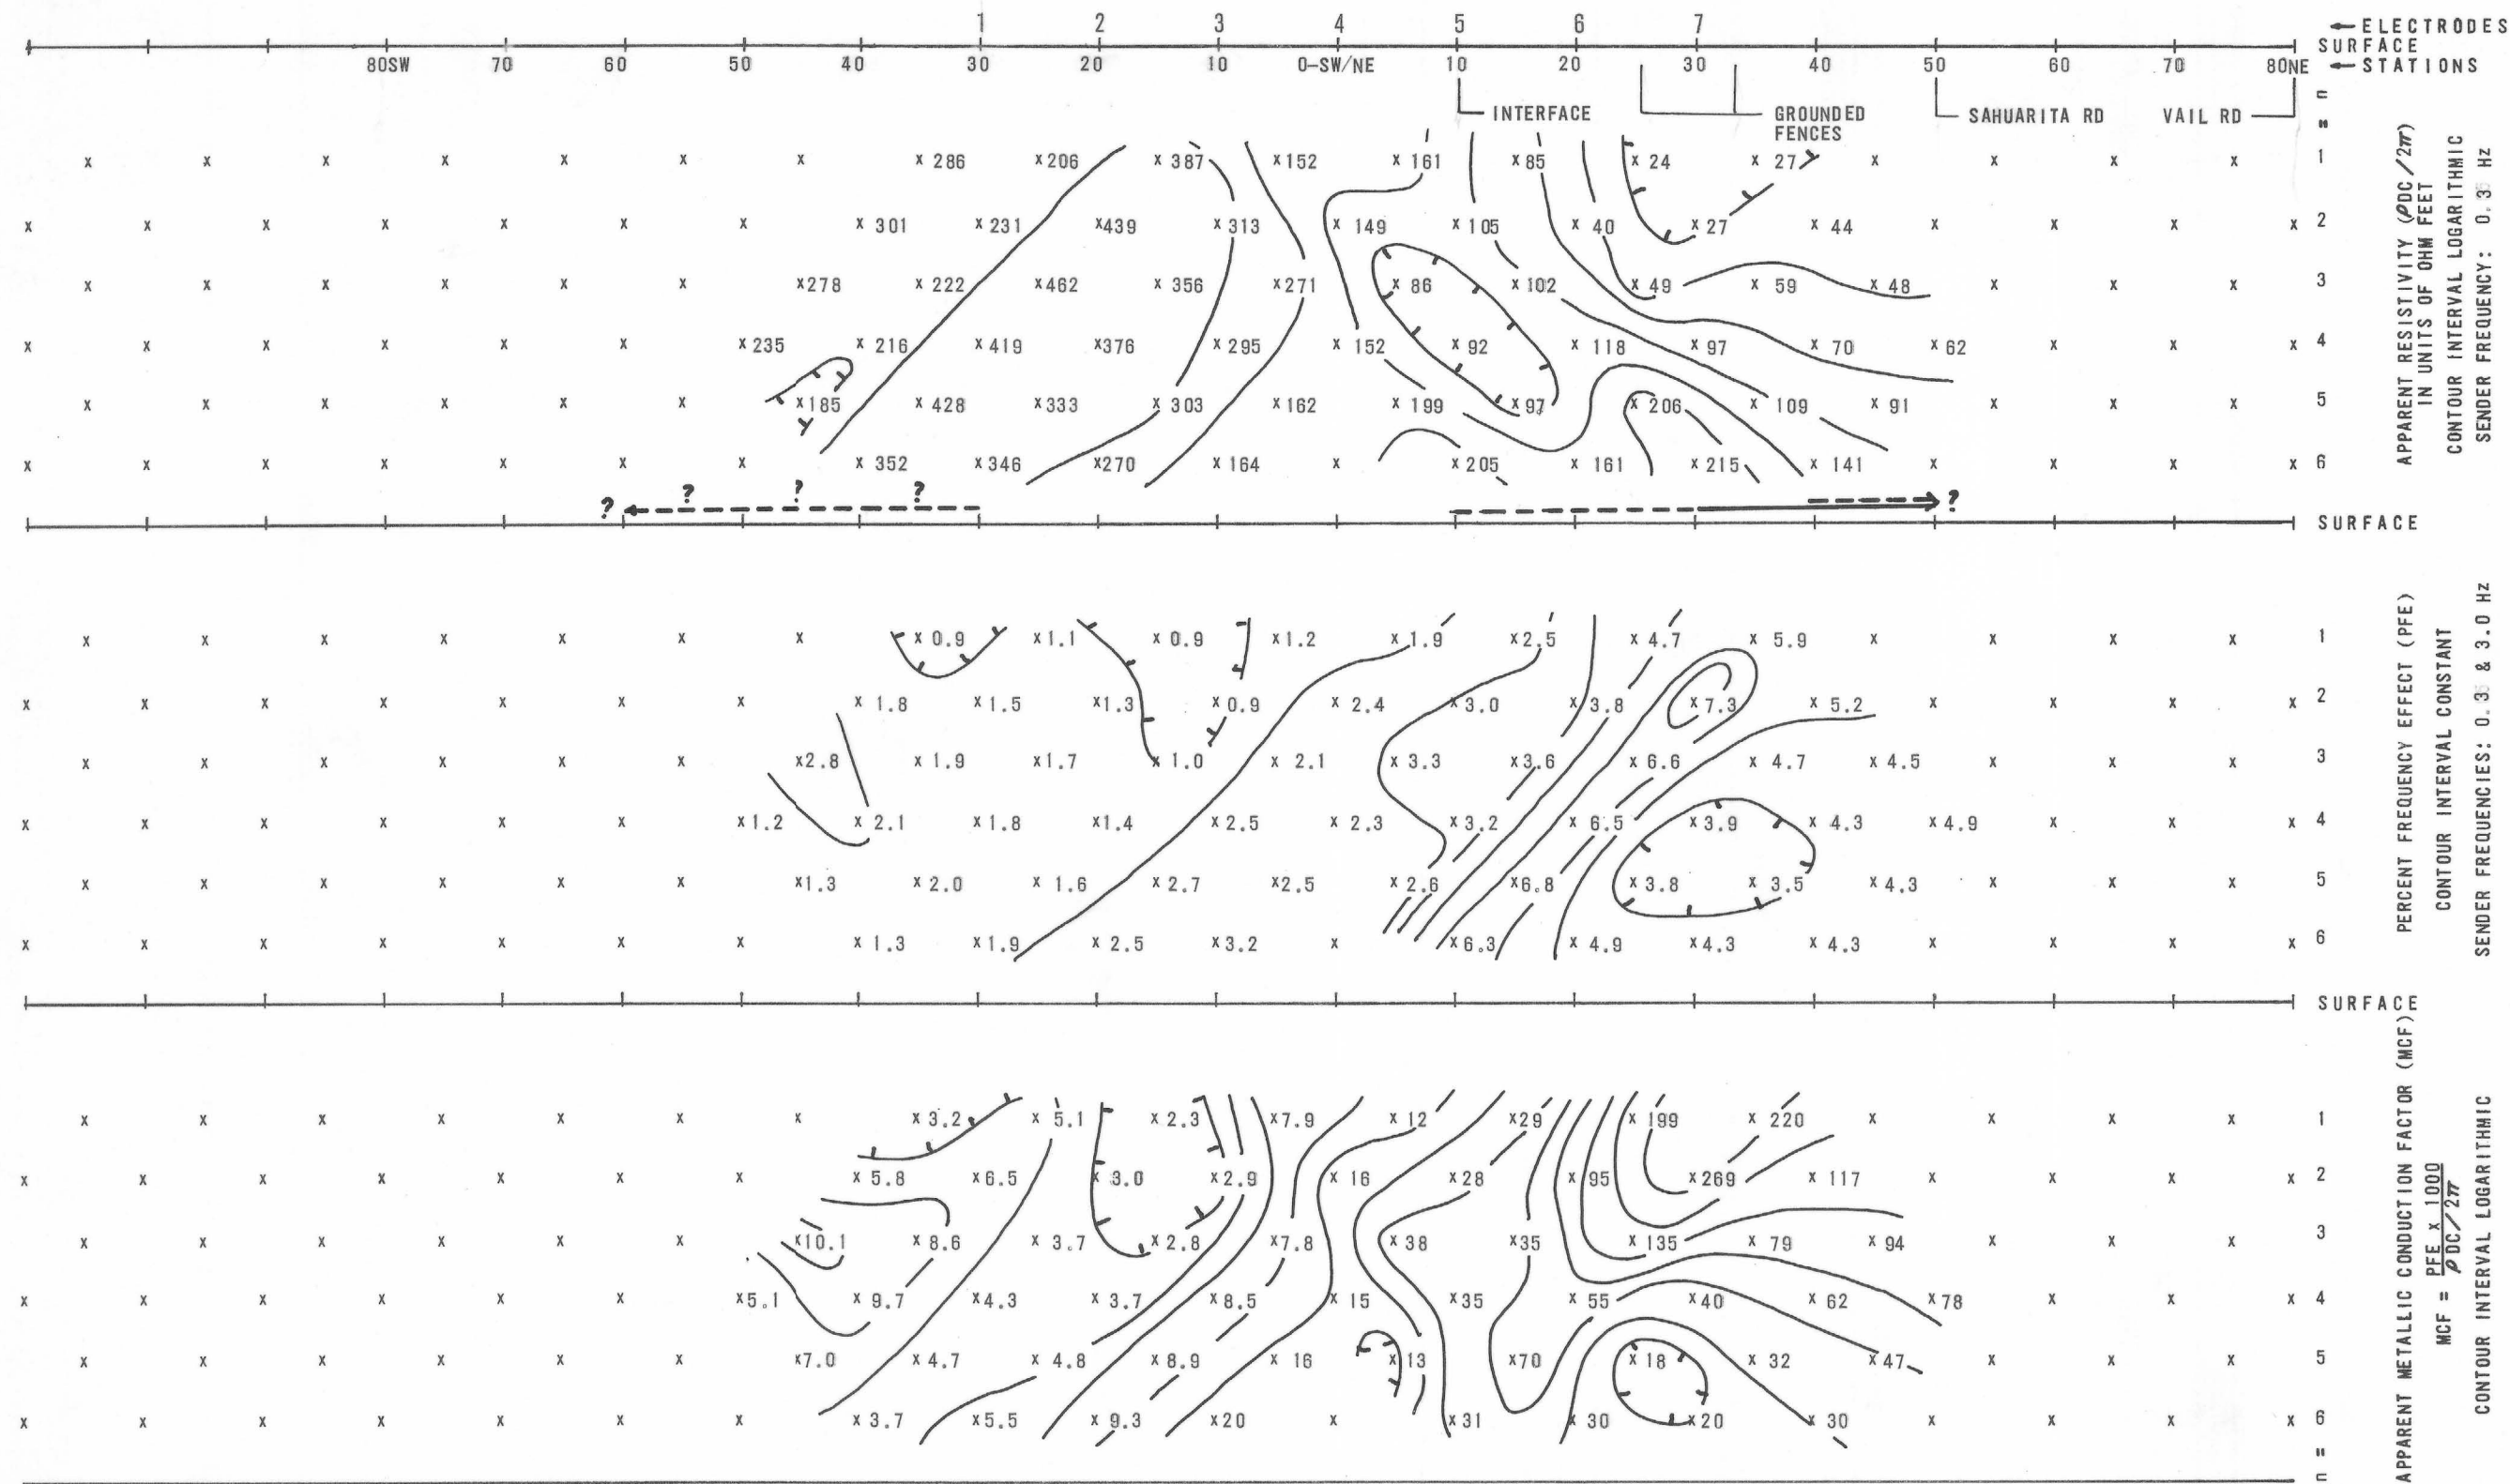 1 2 3 4 5 6 7 ←ELECTRODES
SURFACE
80SW 70 60 50 40 30 20 10 0-SW/NE 10 20 30 40 50 60 70 80NE ←STATIONS
INTERFACE GROUNDED FENCES SAHUARITA RD VAIL RD n
"
x x x x x x x x 286 x 206 x 387 x 152 x 161 x 85 x 24 x 27 x x x x 1
x x x x x x x x 301 x 231 x 439 x 313 x 149 x 105 x 40 x 27 x 44 x x x x 2
x x x x x x x 278 x 222 x 462 x 356 x 271 x 86 x 102 x 49 x 59 x 48 x x x 3
x x x x x x x 235 x 216 x 419 x 376 x 295 x 152 x 92 x 118 x 97 x 70 x 62 x x x 4
x x x x x x x 185 x 428 x 333 x 303 x 162 x 199 x 97 x 206 x 109 x 91 x x x 5
x x x x x x x x 352 x 346 x 270 x 164 x x 205 x 161 x 215 x 141 x x x x 6
? ? ? ? ?
SURFACE
APPARENT RESISTIVITY (ρDC/2π)
IN UNITS OF OHM FEET
CONTOUR INTERVAL LOGARITHMIC
SENDER FREQUENCY: 0.3 Hz
x x x x x x x x 0.9 x 1.1 x 0.9 x 1.2 x 1.9 x 2.5 x 4.7 x 5.9 x x x x 1
x x x x x x x x 1.8 x 1.5 x 1.3 x 0.9 x 2.4 x 3.0 x 3.8 x 7.3 x 5.2 x x x x 2
x x x x x x x 2.8 x 1.9 x 1.7 x 1.0 x 2.1 x 3.3 x 3.6 x 6.6 x 4.7 x 4.5 x x x 3
x x x x x x x 1.2 x 2.1 x 1.8 x 1.4 x 2.5 x 2.3 x 3.2 x 6.5 x 3.9 x 4.3 x 4.9 x x x 4
x x x x x x x 1.3 x 2.0 x 1.6 x 2.7 x 2.5 x 2.6 x 6.8 x 3.8 x 3.5 x 4.3 x x x 5
x x x x x x x x 1.3 x 1.9 x 2.5 x 3.2 x x 6.3 x 4.9 x 4.3 x 4.3 x x x x 6
SURFACE
PERCENT FREQUENCY EFFECT (PFE)
CONTOUR INTERVAL CONSTANT
SENDER FREQUENCIES: 0.3 & 3.0 Hz
x x x x x x x x 3.2 x 5.1 x 2.3 x 7.9 x 12 x 29 x 199 x 220 x x x x 1
x x x x x x x x 5.8 x 6.5 x 3.0 x 2.9 x 16 x 28 x 95 x 269 x 117 x x x x 2
x x x x x x x 10.1 x 8.6 x 3.7 x 2.8 x 7.8 x 38 x 35 x 135 x 79 x 94 x x x 3
x x x x x x x 5.1 x 9.7 x 4.3 x 3.7 x 8.5 x 15 x 35 x 55 x 40 x 62 x 78 x x x 4
x x x x x x x 7.0 x 4.7 x 4.8 x 8.9 x 16 x 13 x 70 x 18 x 32 x 47 x x x 5
x x x x x x x x 3.7 x 5.5 x 9.3 x 20 x x 31 x 30 x 20 x 30 x x x x 6
"
n
APPARENT METALLIC CONDUCTION FACTOR (MCF)
MCF = PFE X 1000
ρDC/2π
CONTOUR INTERVAL LOGARITHMIC